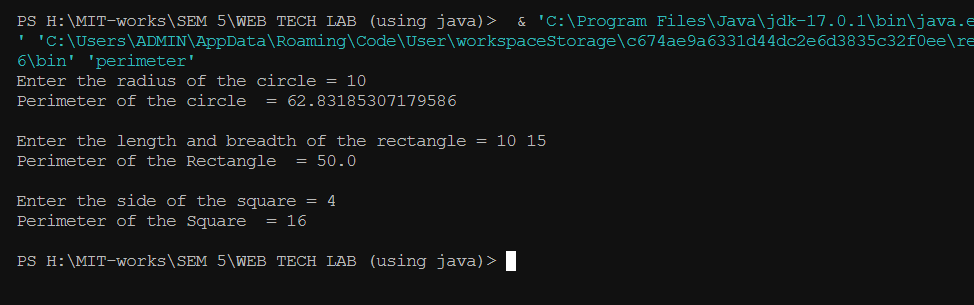 PS H:\MIT-works\SEM 5\WEB TECH LAB (using java)>  & 'C:\Program Files\Java\jdk-17.0.1\bin\java.e
' 'C:\Users\ADMIN\AppData\Roaming\Code\User\workspaceStorage\c674ae9a6331d44dc2e6d3835c32f0ee\re
6\bin' 'perimeter'
Enter the radius of the circle = 10
Perimeter of the circle  = 62.83185307179586
Enter the length and breadth of the rectangle = 10 15
Perimeter of the Rectangle  = 50.0
Enter the side of the square = 4
Perimeter of the Square  = 16
PS H:\MIT-works\SEM 5\WEB TECH LAB (using java)>